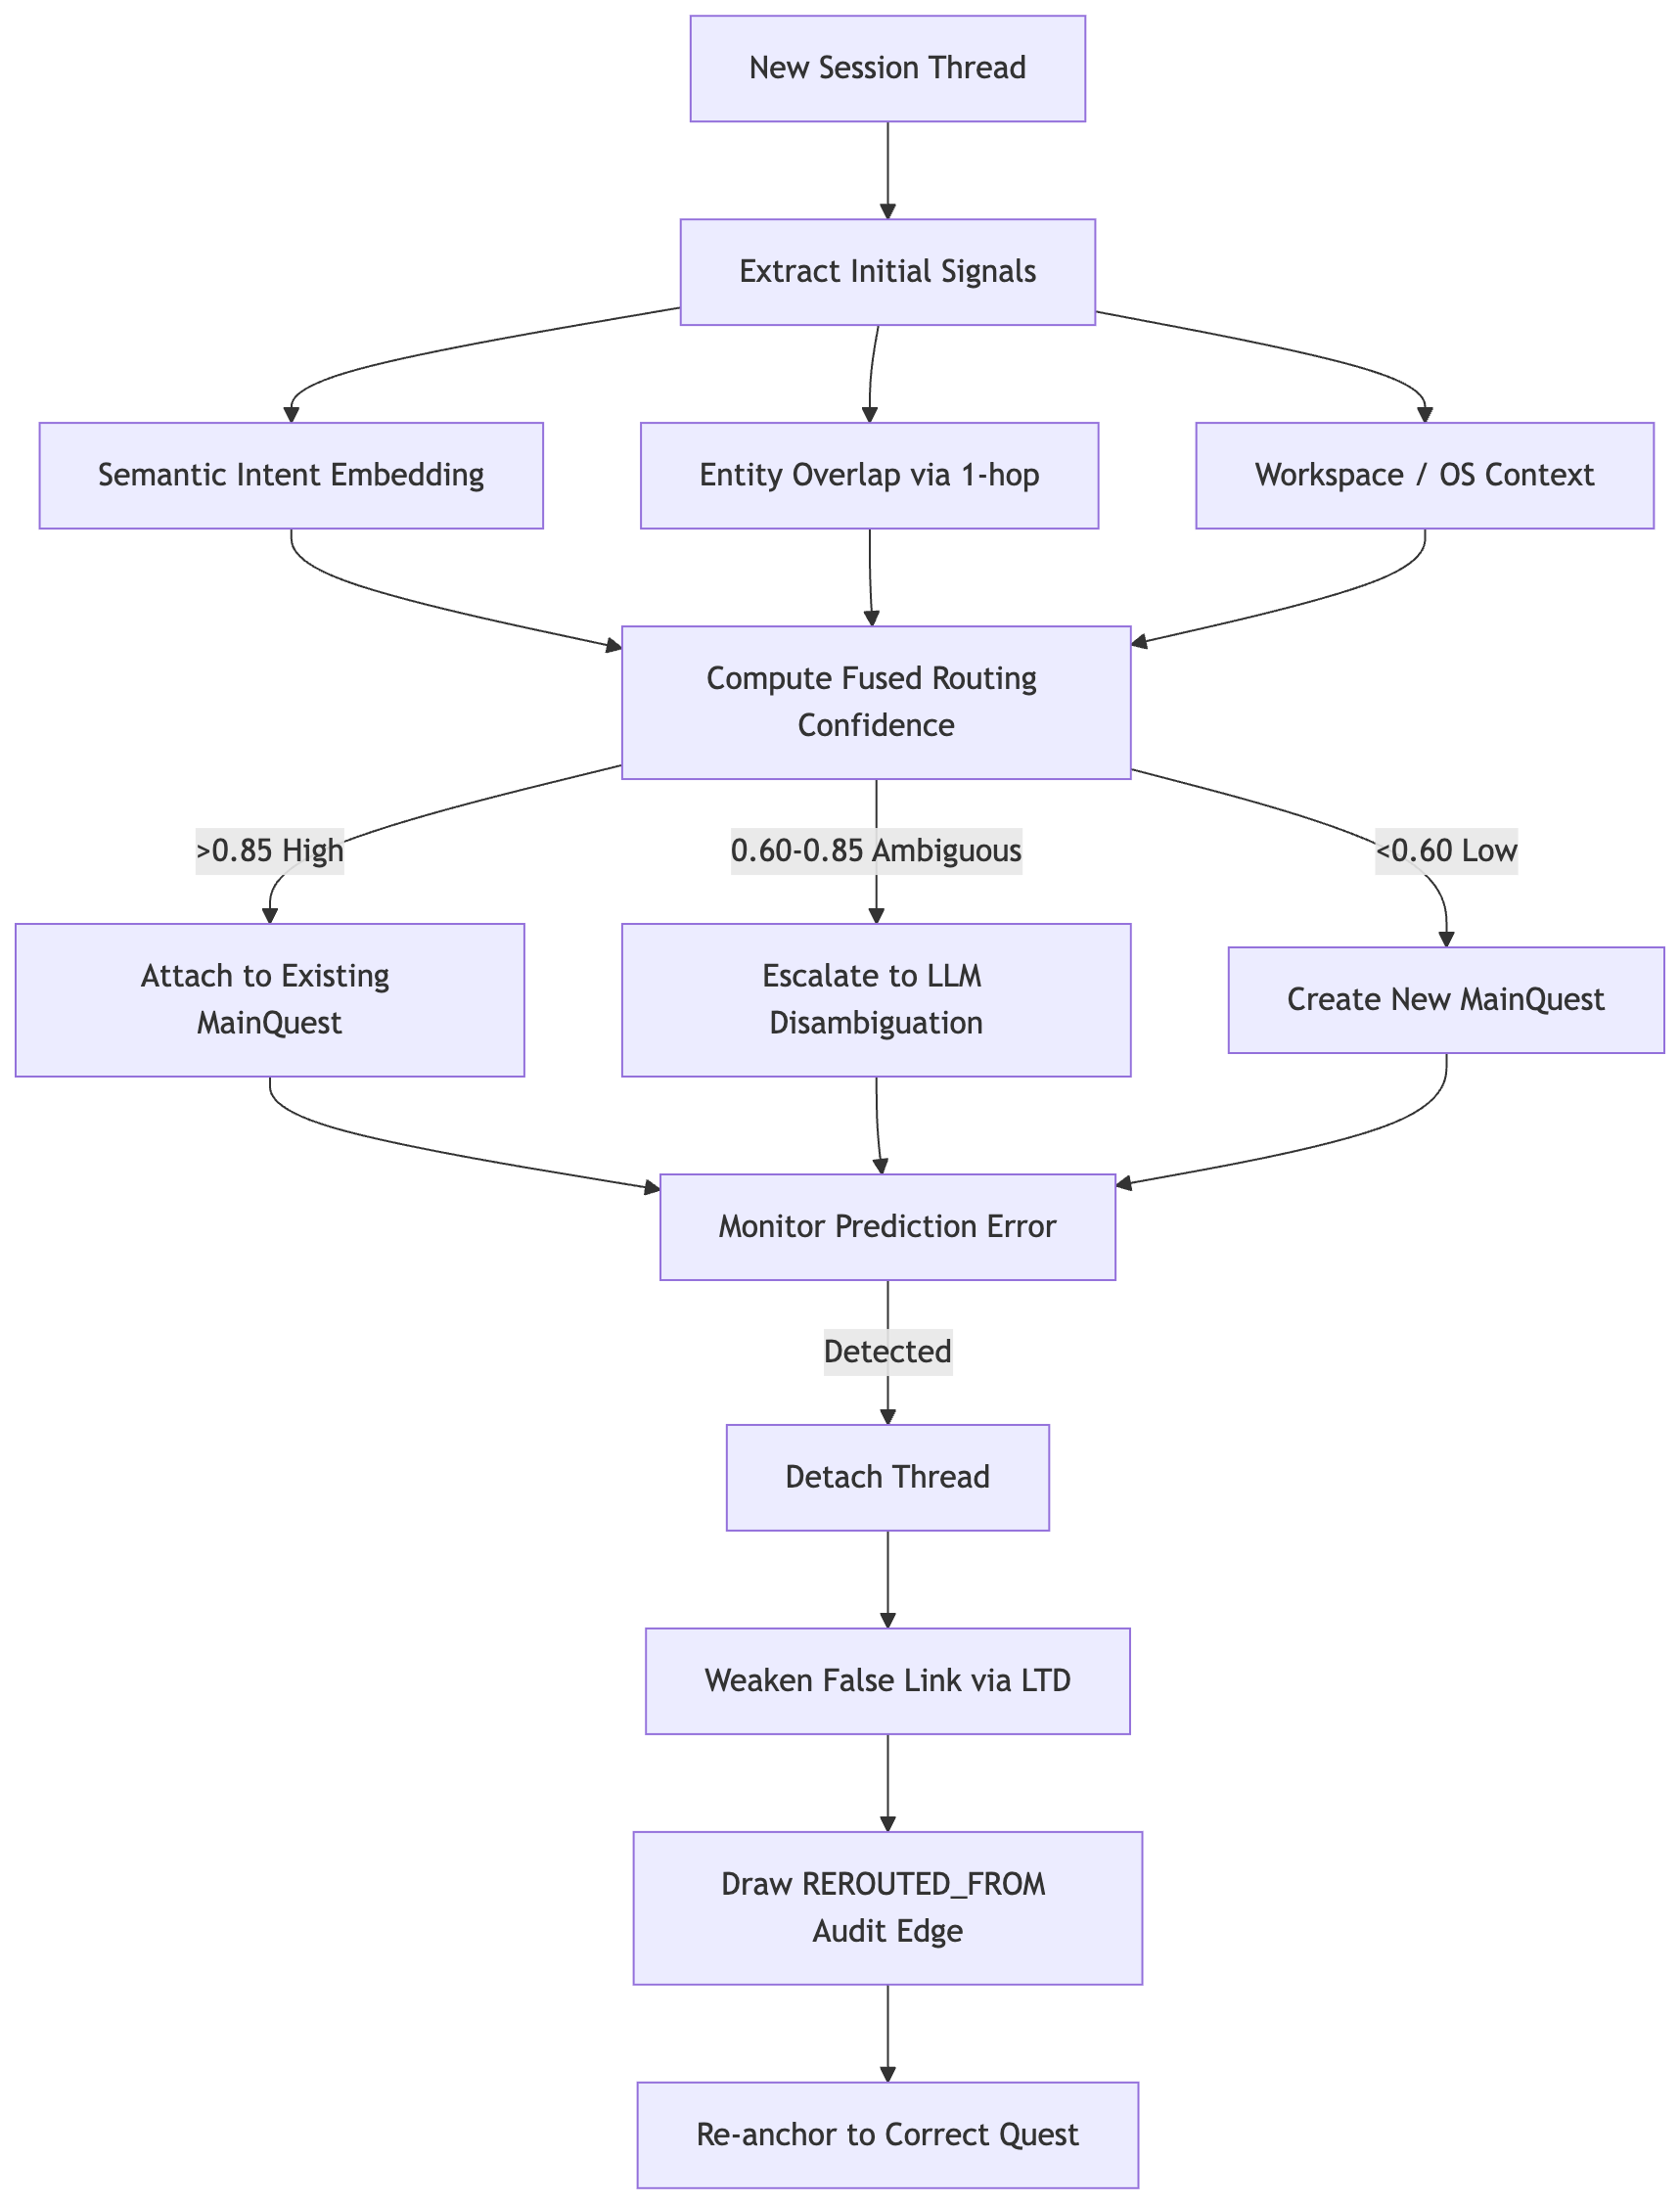 New Session Thread
Extract Initial Signals
Semantic Intent Embedding
Entity Overlap via 1-hop
Workspace / OS Context
Compute Fused Routing
Confidence
>0.85 High
0.60-0.85 Ambiguous
<0.60 Low
Attach to Existing
MainQuest
Escalate to LLM
Disambiguation
Create New MainQuest
Monitor Prediction Error
Detected
Detach Thread
Weaken False Link via LTD
Draw REROUTED_FROM
Audit Edge
Re-anchor to Correct Quest